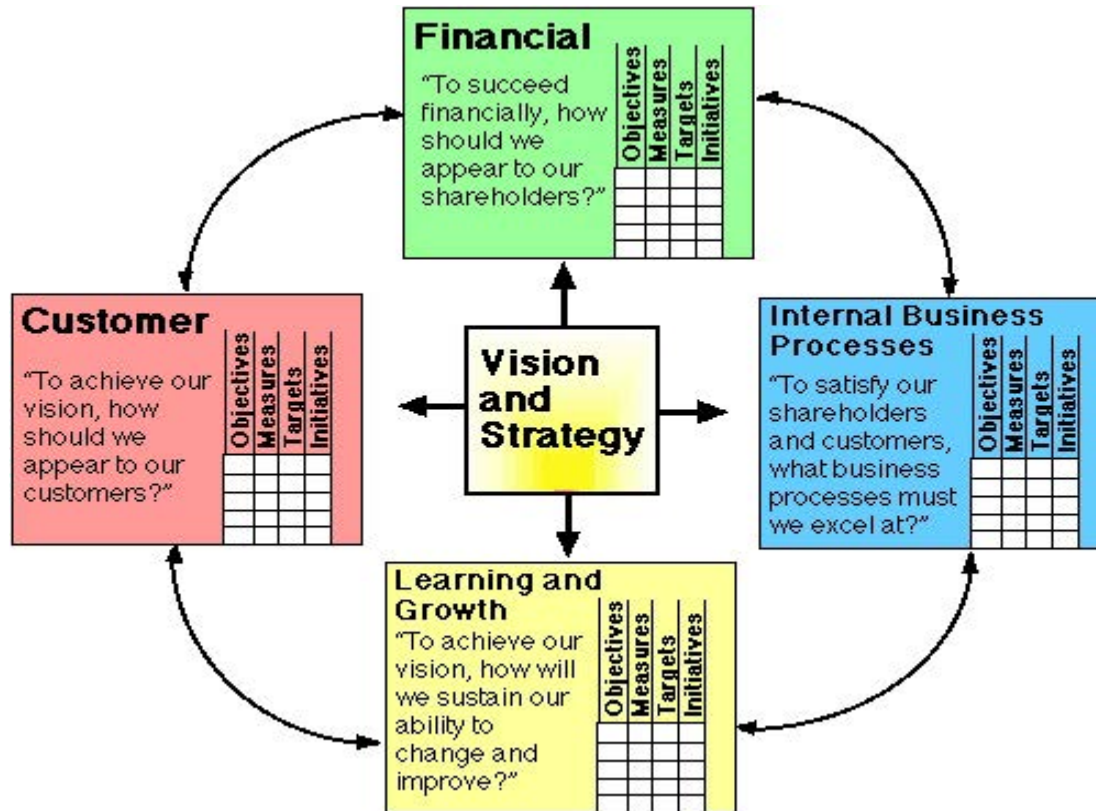 Financial
“To succeed
financially, how
should we
appear to our
shareholders?”
Objectives
Measures
Targets
Initiatives
Customer
“To achieve our
vision, how
should we
appear to our
customers?”
Objectives
Measures
Targets
Initiatives
Vision
and
Strategy
Internal Business
Processes
“To satisfy our
shareholders
and customers,
what business
processes must
we excel at?”
Objectives
Measures
Targets
Initiatives
Learning and
Growth
“To achieve our
vision, how will
we sustain our
ability to
change and
improve?”
Objectives
Measures
Targets
Initiatives